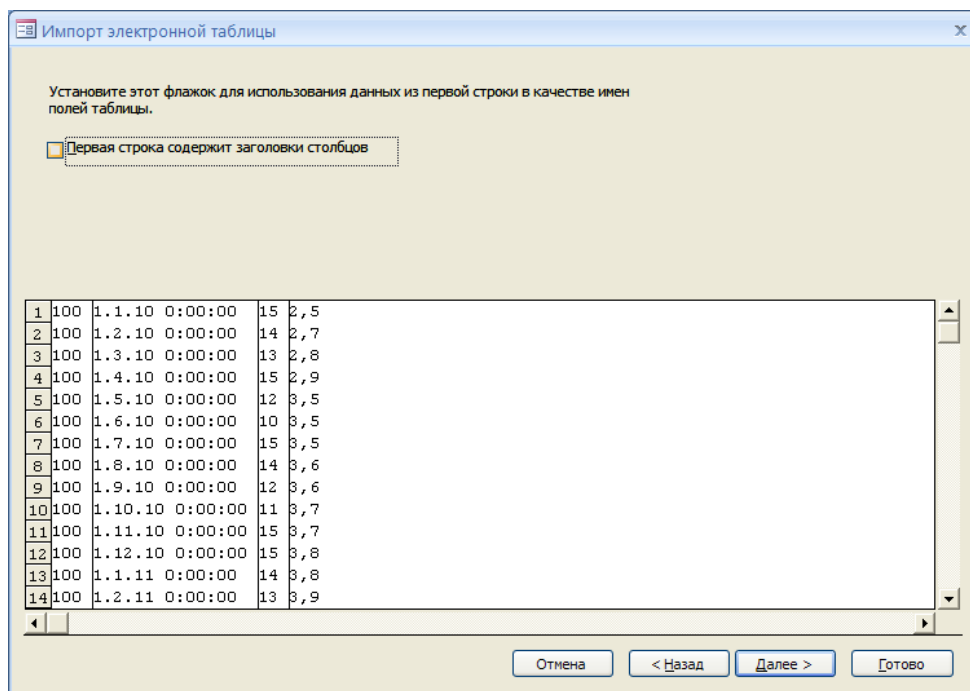 Импорт электронной таблицы
Установите этот флажок для использования данных из первой строки в качестве имен
полей таблицы.
Первая строка содержит заголовки столбцов
1 100 1.1.10 0:00:00 15 2,5
2 100 1.2.10 0:00:00 14 2,7
3 100 1.3.10 0:00:00 13 2,8
4 100 1.4.10 0:00:00 15 2,9
5 100 1.5.10 0:00:00 12 3,5
6 100 1.6.10 0:00:00 10 3,5
7 100 1.7.10 0:00:00 15 3,5
8 100 1.8.10 0:00:00 14 3,6
9 100 1.9.10 0:00:00 12 3,6
10 100 1.10.10 0:00:00 11 3,7
11 100 1.11.10 0:00:00 15 3,7
12 100 1.12.10 0:00:00 15 3,8
13 100 1.1.11 0:00:00 14 3,8
14 100 1.2.11 0:00:00 13 3,9
Отмена < Назад Далее > Готово